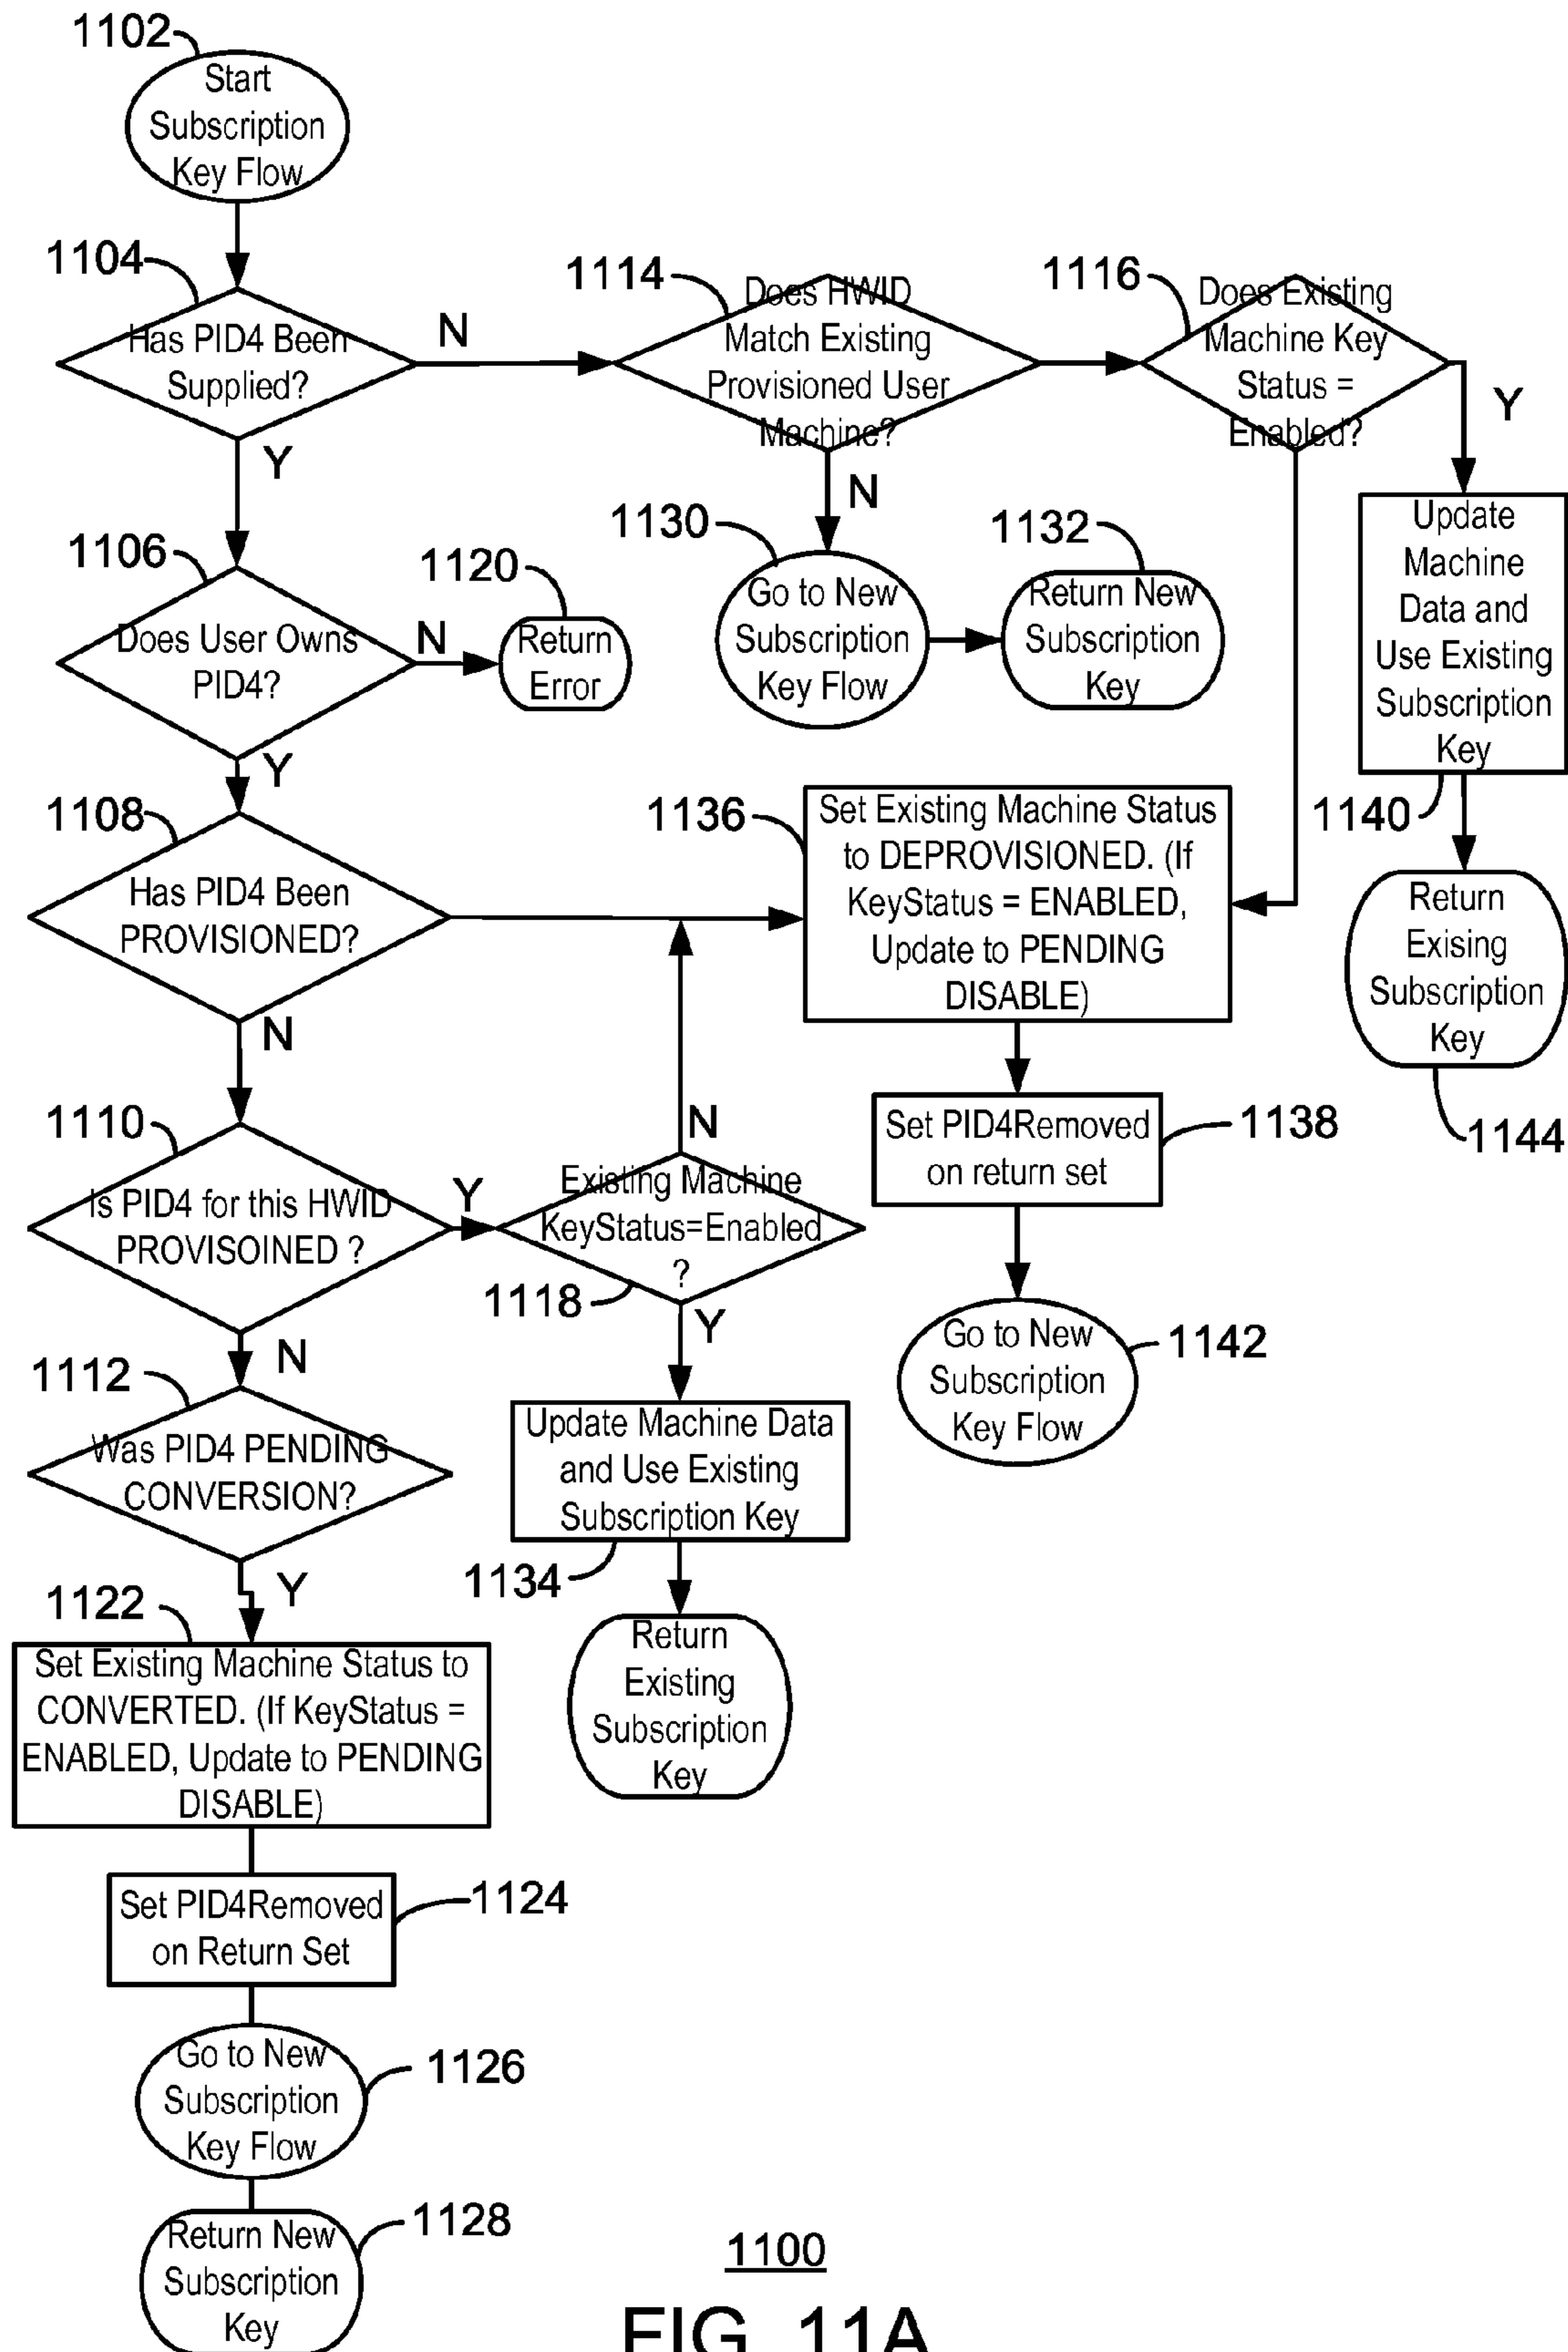 1102
Start
Subscription
Key Flow
1104
Has PID4 Been
Supplied?
N
Y
1114
Does HWID
Match Existing
Provisioned User
Machine?
N
1116
Does Existing
Machine Key
Status =
Enabled?
Y
1106
Does User Owns
PID4?
N
Y
1120
Return
Error
1130
Go to New
Subscription
Key Flow
1132
Return New
Subscription
Key
Update
Machine
Data and
Use Existing
Subscription
Key
1140
Return
Exising
Subscription
Key
1144
1108
Has PID4 Been
PROVISIONED?
N
1136
Set Existing Machine Status
to DEPROVISIONED. (If
KeyStatus = ENABLED,
Update to PENDING
DISABLE)
Set PID4Removed
on return set
1138
Go to New
Subscription
Key Flow
1142
1110
Is PID4 for this HWID
PROVISOINED ?
Y
N
N
Existing Machine
KeyStatus=Enabled
?
1118
Y
Update Machine Data
and Use Existing
Subscription Key
1134
Return
Existing
Subscription
Key
1112
Was PID4 PENDING
CONVERSION?
Y
1122
Set Existing Machine Status to
CONVERTED. (If KeyStatus =
ENABLED, Update to PENDING
DISABLE)
Set PID4Removed
on Return Set
1124
Go to New
Subscription
Key Flow
1126
Return New
Subscription
Key
1128
1100
FIG. 11A